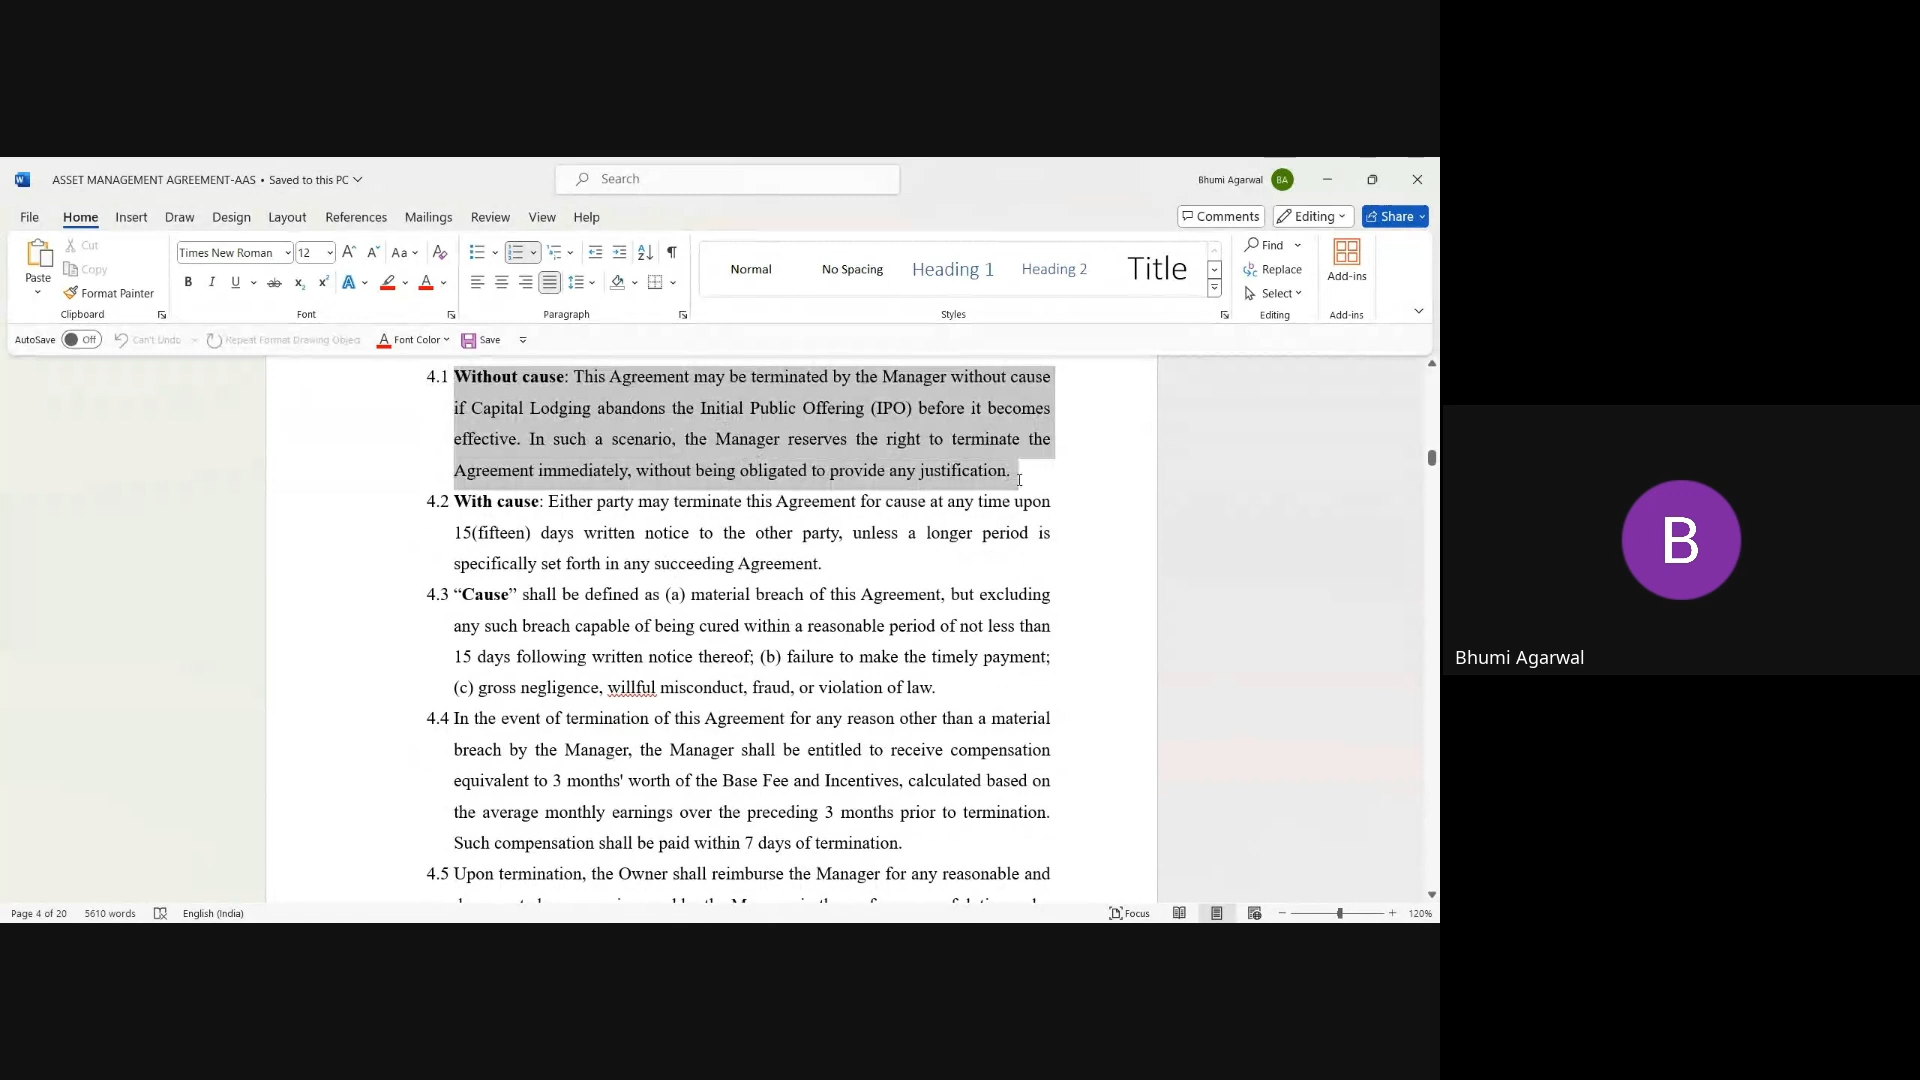 ASSET MANAGEMENT AGREEMENT-AAS • Saved to this PC
Search
Bhumi Agarwal BA
File Home Insert Draw Design Layout References Mailings Review View Help
Comments Editing Share
Paste
Cut
Copy
Format Painter
Clipboard
Times New Roman 12
Font
Paragraph
Normal No Spacing Heading 1 Heading 2 Title
Styles
Find
Replace
Select
Editing
Add-ins
Add-ins
AutoSave Off Can't Undo Repeat Format Drawing Object Font Color Save
4.1 Without cause: This Agreement may be terminated by the Manager without cause
if Capital Lodging abandons the Initial Public Offering (IPO) before it becomes
effective. In such a scenario, the Manager reserves the right to terminate the
Agreement immediately, without being obligated to provide any justification.
4.2 With cause: Either party may terminate this Agreement for cause at any time upon
15(fifteen) days written notice to the other party, unless a longer period is
specifically set forth in any succeeding Agreement.
4.3 “Cause” shall be defined as (a) material breach of this Agreement, but excluding
any such breach capable of being cured within a reasonable period of not less than
15 days following written notice thereof; (b) failure to make the timely payment;
(c) gross negligence, willful misconduct, fraud, or violation of law.
4.4 In the event of termination of this Agreement for any reason other than a material
breach by the Manager, the Manager shall be entitled to receive compensation
equivalent to 3 months' worth of the Base Fee and Incentives, calculated based on
the average monthly earnings over the preceding 3 months prior to termination.
Such compensation shall be paid within 7 days of termination.
4.5 Upon termination, the Owner shall reimburse the Manager for any reasonable and
Page 4 of 20 5610 words English (India) Focus 120%
B
Bhumi Agarwal